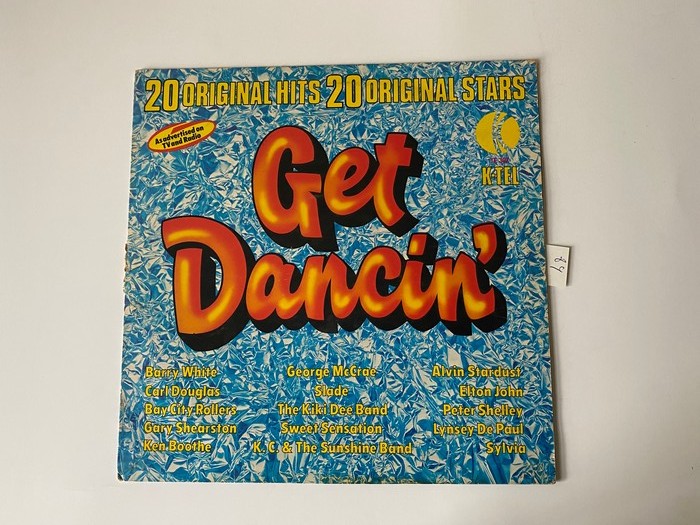 20 ORIGINAL HITS 20 ORIGINAL STARS
As advertised on
TV and Radio
K-TEL
Get
Dancin'
Barry White George McCrae Alvin Stardust
Carl Douglas Slade Elton John
Bay City Rollers The Kiki Dee Band Peter Shelley
Gary Shearston Sweet Sensation Lynsey De Paul
Ken Boothe K. C. & The Sunshine Band Sylvia